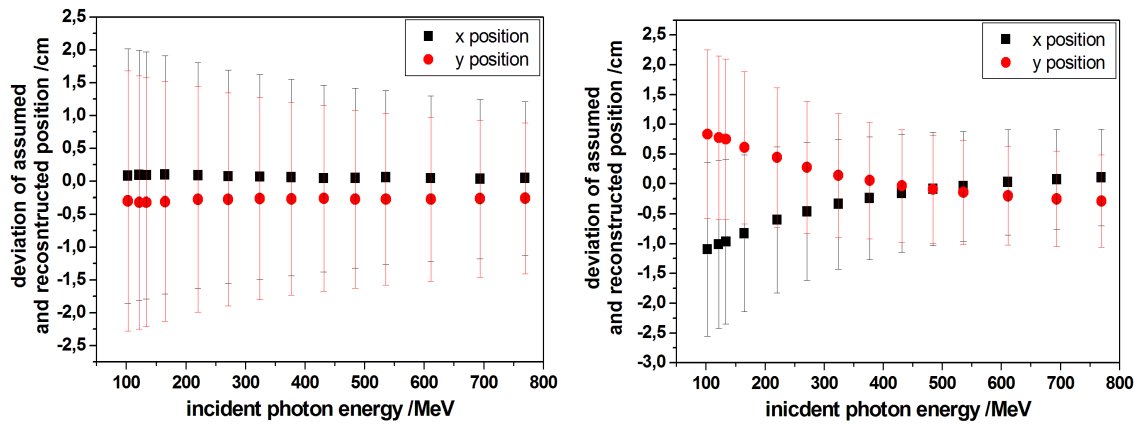 deviation of assumed
and recosntructed position /cm
2,5
2,0
1,5
1,0
0,5
0,0
-0,5
-1,0
-1,5
-2,0
-2,5
x position
y position
100 200 300 400 500 600 700 800
incident photon energy /MeV
deviation of assumed
and reconstructed position /cm
2,5
2,0
1,5
1,0
0,5
0,0
-0,5
-1,0
-1,5
-2,0
-2,5
-3,0
x position
y position
100 200 300 400 500 600 700 800
inicdent photon energy /MeV